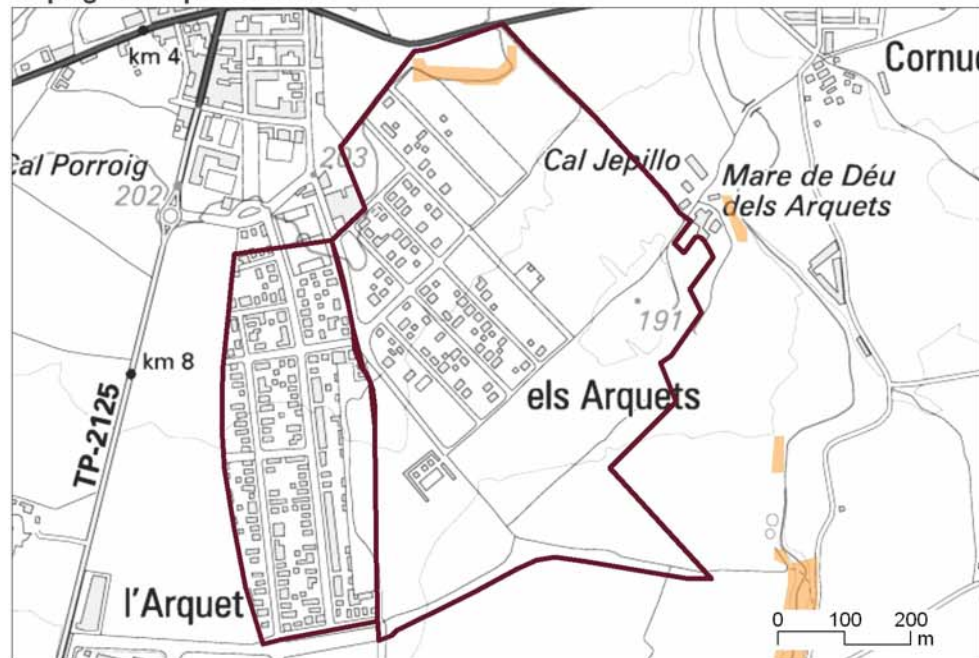 km 4
Cornu
Cal Porroig
203
202
Cal Jepillo
Mare de Déu
dels Arquets
191
km 8
els Arquets
TP-2125
l'Arquet
0 100 200
m